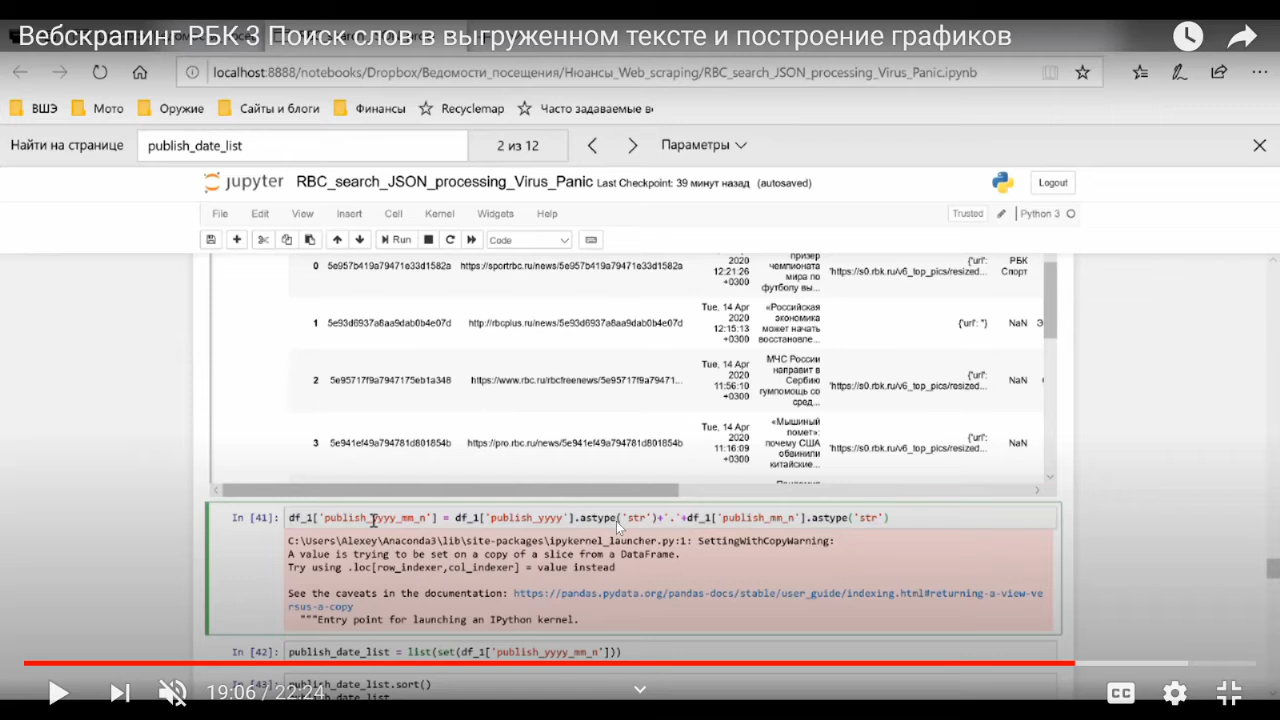 Вебскрапинг РБК 3 Поиск слов в выгруженном тексте и построение графиков
localhost:8888/notebooks/Dropbox/Ведомости_посещения/Нюансы_Web_scraping/RBC_search_JSON_processing_Virus_Panic.ipynb
ВШЭ Мото Оружие Сайты и блоги Финансы Recyclemap Часто задаваемые в
Найти на странице publish_date_list 2 из 12 Параметры
jupyter RBC_search_JSON_processing_Virus_Panic Last Checkpoint: 39 минут назад (autosaved) Logout
File Edit View Insert Cell Kernel Widgets Help Trusted Python 3
Run Code
призер
0 5e957b419a79471e33d1582a https://sportrbc.ru/news/5e957b419a79471e33d1582a 2020 12:21:26 +0300 чемпионата мира по футболу вы... {'url': 'https://s0.rbk.ru/v6_top_pics/resized... РБК Спорт
1 5e93d6937a8aa9dab0b4e07d http://rbcplus.ru/news/5e93d6937a8aa9dab0b4e07d Tue, 14 Apr 2020 12:15:13 +0300 «Российская экономика может начать восстановле... {'url': ''} NaN Э
2 5e95717f9a7947175eb1a348 https://www.rbc.ru/rbcfreenews/5e95717f9a79471... Tue, 14 Apr 2020 11:56:10 +0300 МЧС России направит в Сербию гумпомощь со сред... {'url': 'https://s0.rbk.ru/v6_top_pics/resized... NaN
3 5e941ef49a794781d801854b https://pro.rbc.ru/news/5e941ef49a794781d801854b Tue, 14 Apr 2020 11:16:09 +0300 «Мышиный помет»: почему США обвинили китайские... {'url': 'https://s0.rbk.ru/v6_top_pics/resized... NaN
In [41]: df_1['publish_yyyy_mm_n'] = df_1['publish_yyyy'].astype('str')+'.'+df_1['publish_mm_n'].astype('str')
C:\Users\Alexey\Anaconda3\lib\site-packages\ipykernel_launcher.py:1: SettingWithCopyWarning:
A value is trying to be set on a copy of a slice from a DataFrame.
Try using .loc[row_indexer,col_indexer] = value instead
See the caveats in the documentation: https://pandas.pydata.org/pandas-docs/stable/user_guide/indexing.html#returning-a-view-ve
rsus-a-copy
"""Entry point for launching an IPython kernel.
In [42]: publish_date_list = list(set(df_1['publish_yyyy_mm_n']))
In [43]: publish_date_list.sort()
publish_date_list
19:06 / 22:24 CC